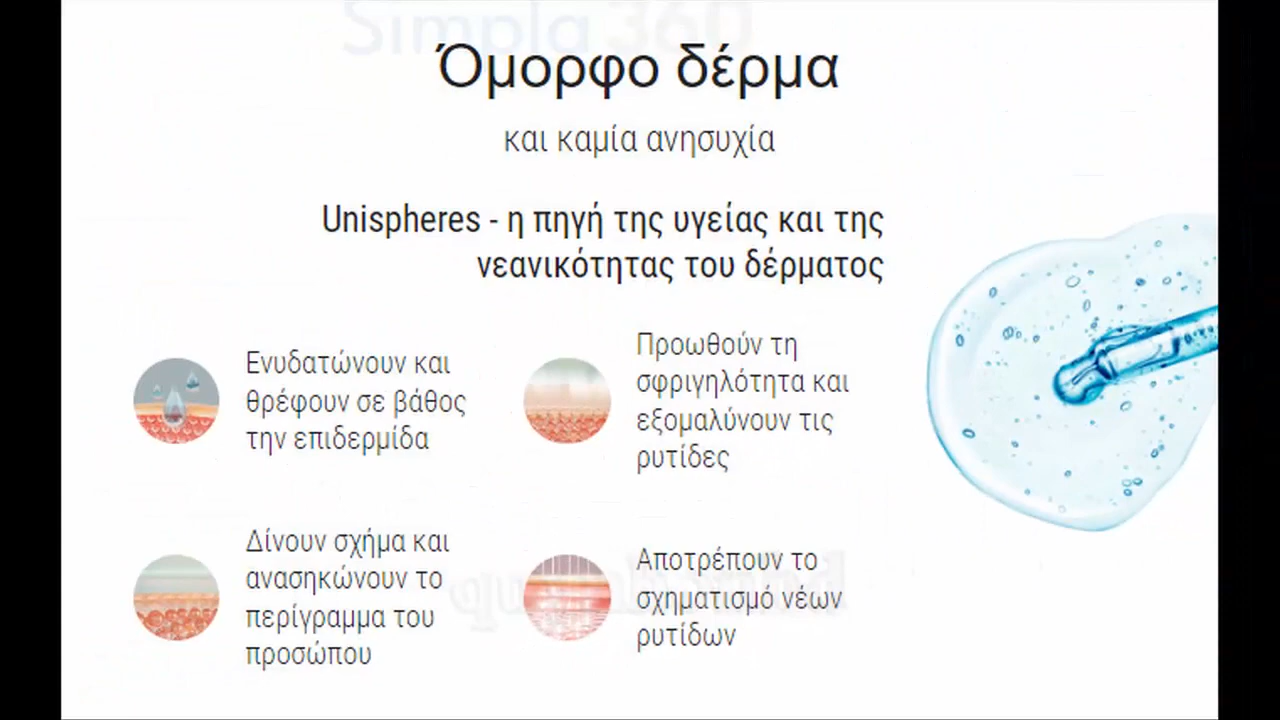 Simpla 360
Όμορφο δέρμα
και καμία ανησυχία
Unispheres - η πηγή της υγείας και της
νεανικότητας του δέρματος
Ενυδατώνουν και
θρέφουν σε βάθος
την επιδερμίδα
Προωθούν τη
σφριγηλότητα και
εξομαλύνουν τις
ρυτίδες
Δίνουν σχήμα και
ανασηκώνουν το
περίγραμμα του
προσώπου
Αποτρέπουν το
σχηματισμό νέων
ρυτίδων